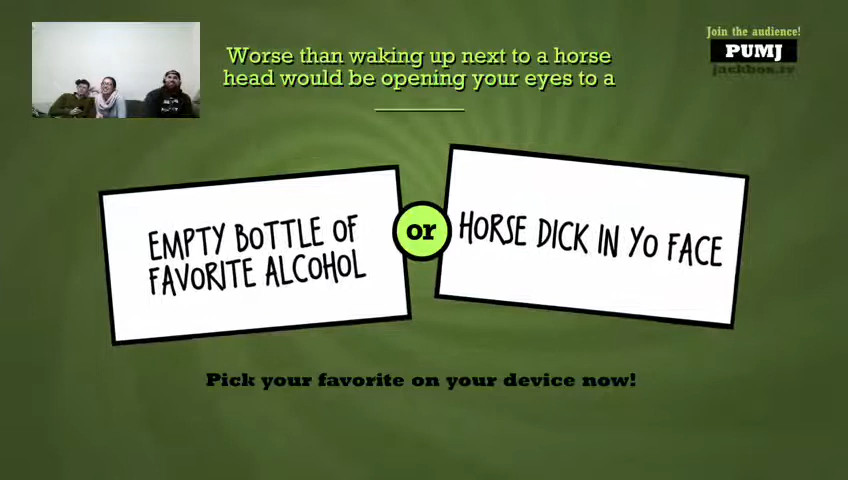 Join the audience!
PUMJ
jackbox.tv
Worse than waking up next to a horse
head would be opening your eyes to a
EMPTY BOTTLE OF
FAVORITE ALCOHOL
or
HORSE DICK IN YO FACE
Pick your favorite on your device now!